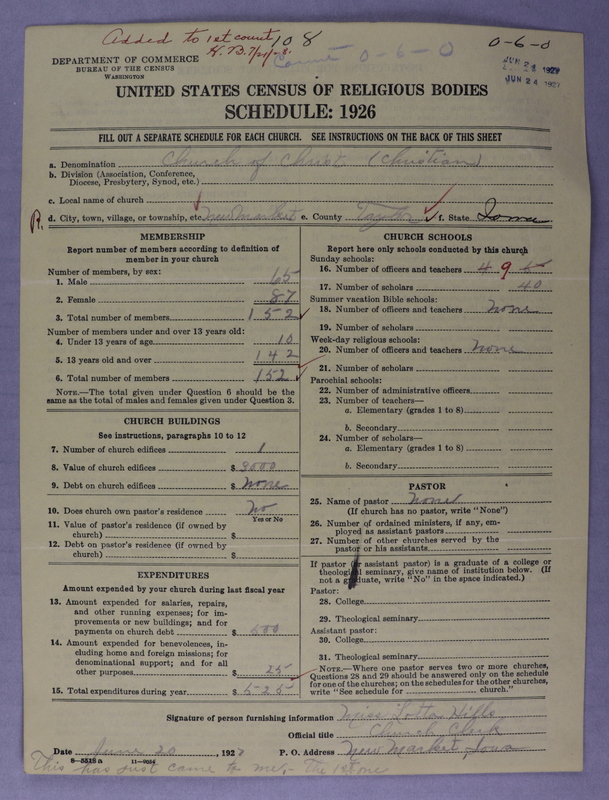 Added to 1st count 108
0-6-0
Count 0-6-0
JUN 24 1927
DEPARTMENT OF COMMERCE
BUREAU OF THE CENSUS
WASHINGTON
UNITED STATES CENSUS OF RELIGIOUS BODIES
SCHEDULE: 1926
FILL OUT A SEPARATE SCHEDULE FOR EACH CHURCH. SEE INSTRUCTIONS ON THE BACK OF THIS SHEET
a. Denomination Church of Christ (Christian)
b. Division (Association, Conference,
Diocese, Presbytery, Synod, etc.)
c. Local name of church
R. d. City, town, village, or township, etc. New Market e. County Taylor f. State Iowa
MEMBERSHIP
Report number of members according to definition of
member in your church
Number of members, by sex:
1. Male 65
2. Female 87
3. Total number of members 152
Number of members under and over 13 years old:
4. Under 13 years of age 10
5. 13 years old and over 142
6. Total number of members 152
NOTE.—The total given under Question 6 should be the
same as the total of males and females given under Question 3.
CHURCH BUILDINGS
See instructions, paragraphs 10 to 12
7. Number of church edifices 1
8. Value of church edifices $ 3000
9. Debt on church edifices $ None
10. Does church own pastor's residence No
Yes or No
11. Value of pastor's residence (if owned by
church) $
12. Debt on pastor's residence (if owned by
church) $
EXPENDITURES
Amount expended by your church during last fiscal year
13. Amount expended for salaries, repairs,
and other running expenses; for im-
provements or new buildings; and for
payments on church debt $ 500
14. Amount expended for benevolences, in-
cluding home and foreign missions; for
denominational support; and for all
other purposes $ 25
15. Total expenditures during year $ 525
CHURCH SCHOOLS
Report here only schools conducted by this church
Sunday schools:
16. Number of officers and teachers 4 9
17. Number of scholars 40
Summer vacation Bible schools:
18. Number of officers and teachers None
19. Number of scholars
Week-day religious schools:
20. Number of officers and teachers None
21. Number of scholars
Parochial schools:
22. Number of administrative officers
23. Number of teachers—
a. Elementary (grades 1 to 8)
b. Secondary
24. Number of scholars—
a. Elementary (grades 1 to 8)
b. Secondary
PASTOR
25. Name of pastor None
(If church has no pastor, write "None")
26. Number of ordained ministers, if any, em-
ployed as assistant pastors
27. Number of other churches served by the
pastor or his assistants
If pastor (or assistant pastor) is a graduate of a college or
theological seminary, give name of institution below. (If
not a graduate, write "No" in the space indicated.)
Pastor:
28. College
29. Theological seminary
Assistant pastor:
30. College
31. Theological seminary
NOTE.—Where one pastor serves two or more churches,
Questions 28 and 29 should be answered only on the schedule
for one of the churches; on the schedules for the other churches,
write "See schedule for church."
Signature of person furnishing information Miss
Official title Church Clerk
Date June 20, 1927 P. O. Address New Market, Iowa
8—5518a 11—9034
This has just came to me.- The 1st one